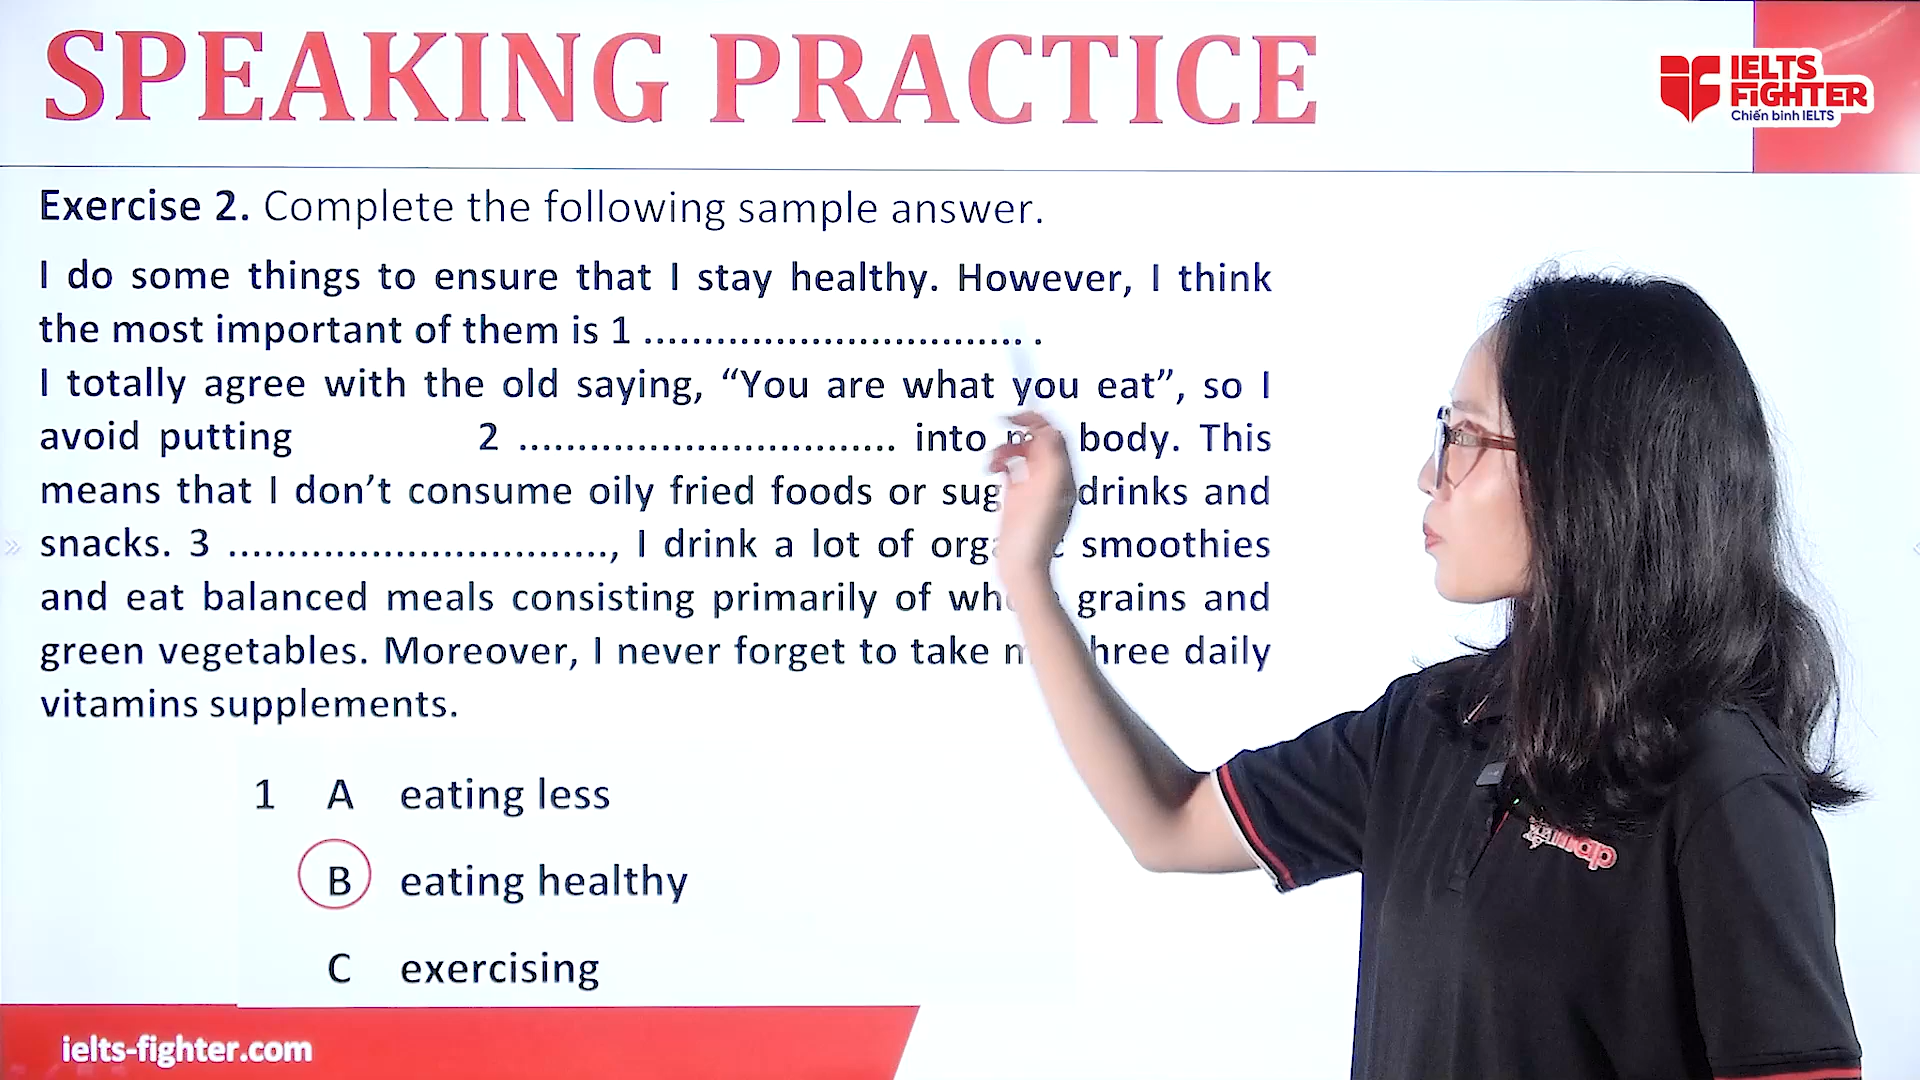 SPEAKING PRACTICE
IELTS
FIGHTER
Chiến binh IELTS
Exercise 2. Complete the following sample answer.
I do some things to ensure that I stay healthy. However, I think
the most important of them is 1 ................................ .
I totally agree with the old saying, “You are what you eat”, so I
avoid putting 2 ................................ into body. This
means that I don’t consume oily fried foods or drinks and
snacks. 3 ................................, I drink a lot of smoothies
and eat balanced meals consisting primarily of grains and
green vegetables. Moreover, I never forget to take three daily
vitamins supplements.
1 A eating less
B eating healthy
C exercising
ielts-fighter.com